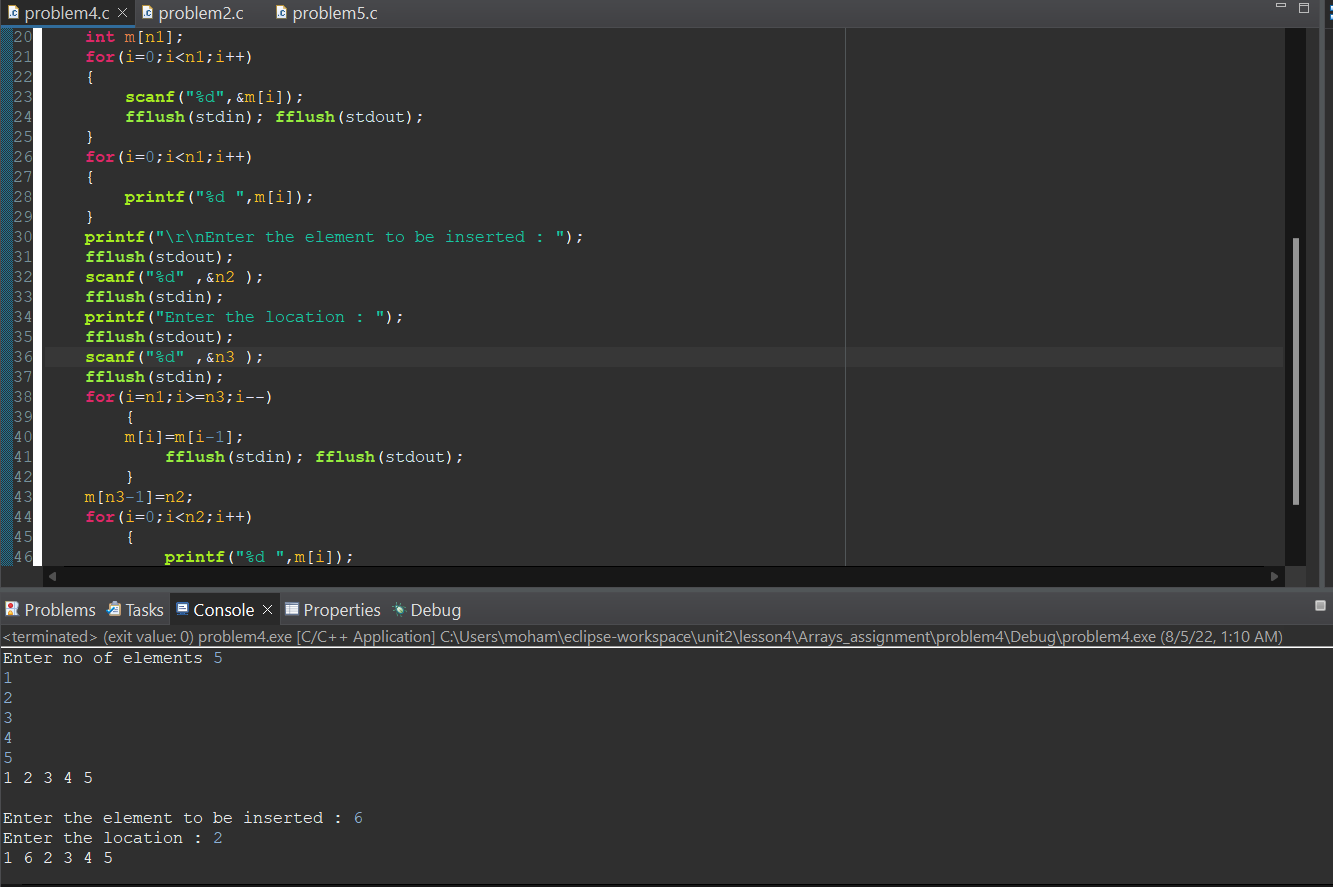 problem4.c problem2.c problem5.c
20 int m[n1];
21 for(i=0;i<n1;i++)
22 {
23 scanf("%d",&m[i]);
24 fflush(stdin); fflush(stdout);
25 }
26 for(i=0;i<n1;i++)
27 {
28 printf("%d ",m[i]);
29 }
30 printf("\r\nEnter the element to be inserted : ");
31 fflush(stdout);
32 scanf("%d" ,&n2 );
33 fflush(stdin);
34 printf("Enter the location : ");
35 fflush(stdout);
36 scanf("%d" ,&n3 );
37 fflush(stdin);
38 for(i=n1;i>=n3;i--)
39 {
40 m[i]=m[i-1];
41 fflush(stdin); fflush(stdout);
42 }
43 m[n3-1]=n2;
44 for(i=0;i<n2;i++)
45 {
46 printf("%d ",m[i]);
Problems Tasks Console Properties Debug
<terminated> (exit value: 0) problem4.exe [C/C++ Application] C:\Users\moham\eclipse-workspace\unit2\lesson4\Arrays_assignment\problem4\Debug\problem4.exe (8/5/22, 1:10 AM)
Enter no of elements 5
1
2
3
4
5
1 2 3 4 5
Enter the element to be inserted : 6
Enter the location : 2
1 6 2 3 4 5